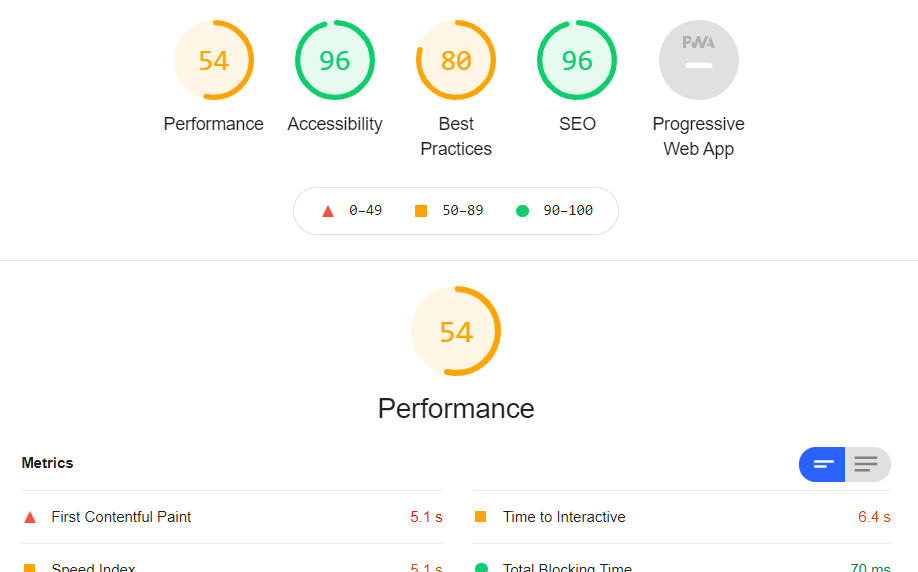 54 96 80 96 PWA
Performance Accessibility Best Practices SEO Progressive Web App
0–49 50–89 90–100
54
Performance
Metrics
First Contentful Paint 5.1 s Time to Interactive 6.4 s
Speed Index 5.1 s Total Blocking Time 70 ms